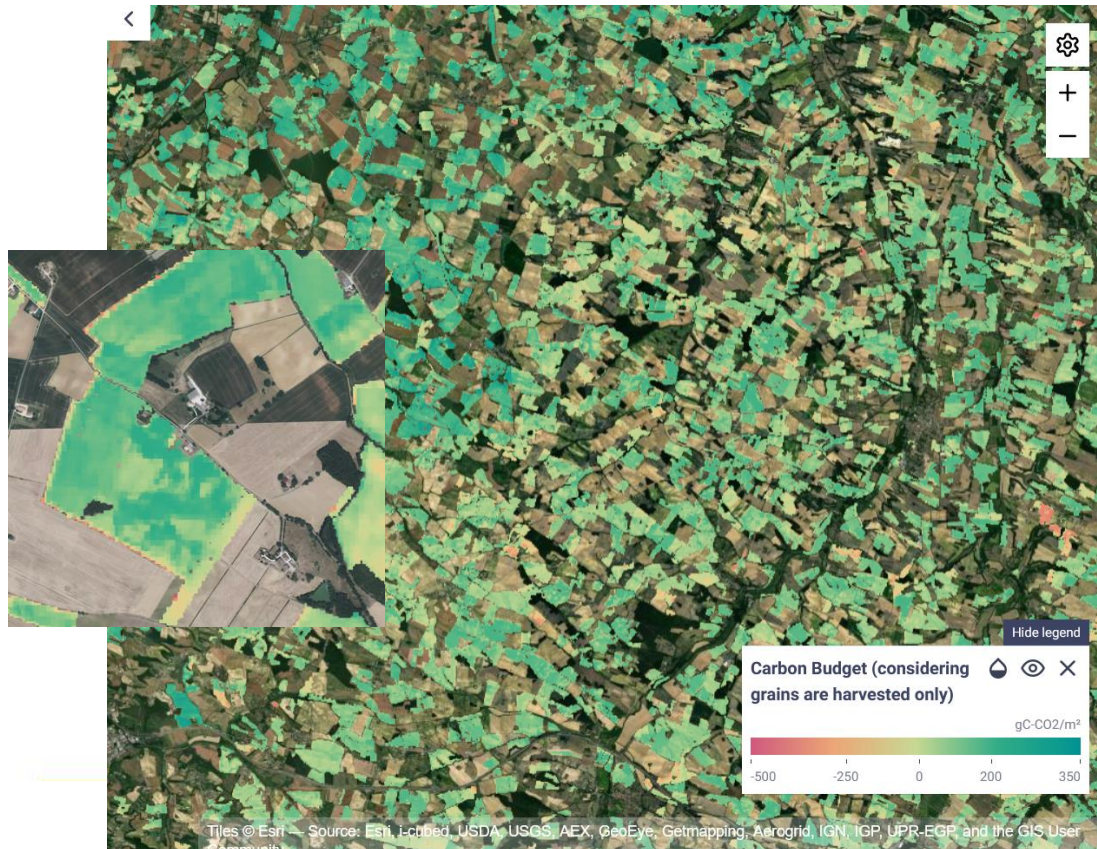 Hide legend
Carbon Budget (considering
grains are harvested only)
gC-CO2/m²
-500 -250 0 200 350
Tiles © Esri — Source: Esri, i-cubed, USDA, USGS, AEX, GeoEye, Getmapping, Aerogrid, IGN, IGP, UPR-EGP, and the GIS User
Community